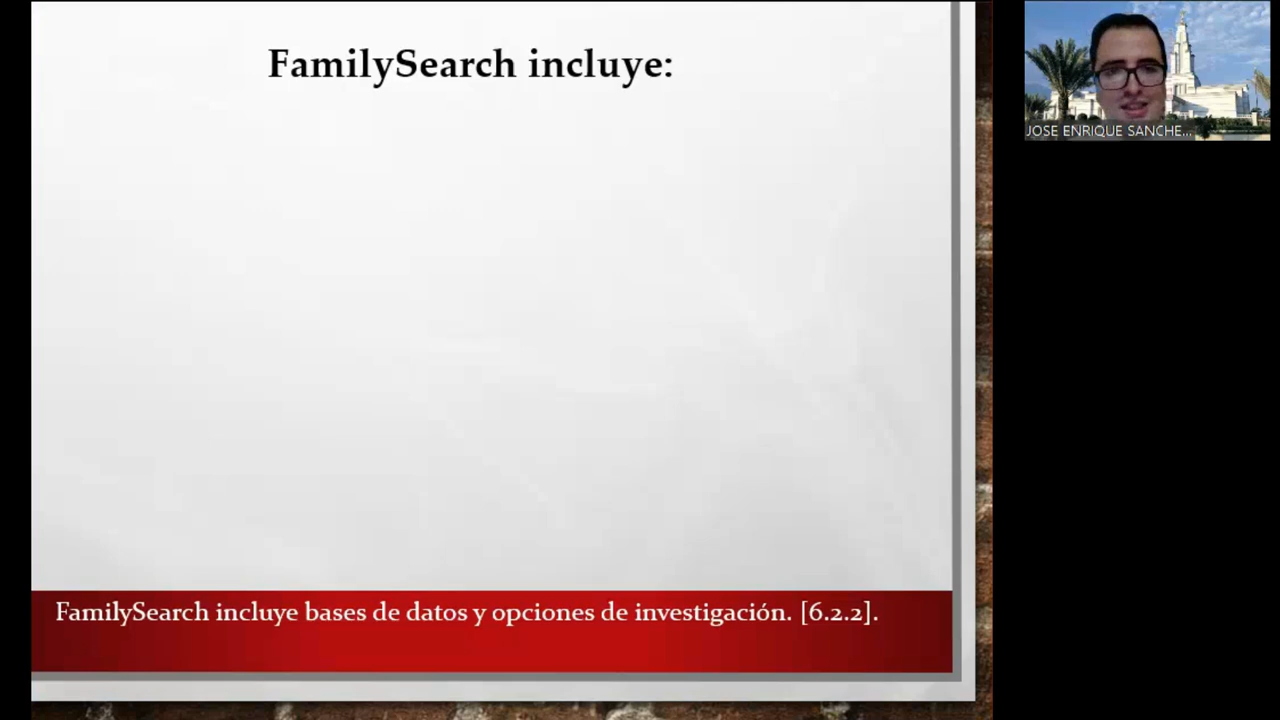 FamilySearch incluye:
JOSE ENRIQUE SANCHE...
FamilySearch incluye bases de datos y opciones de investigación. [6.2.2].